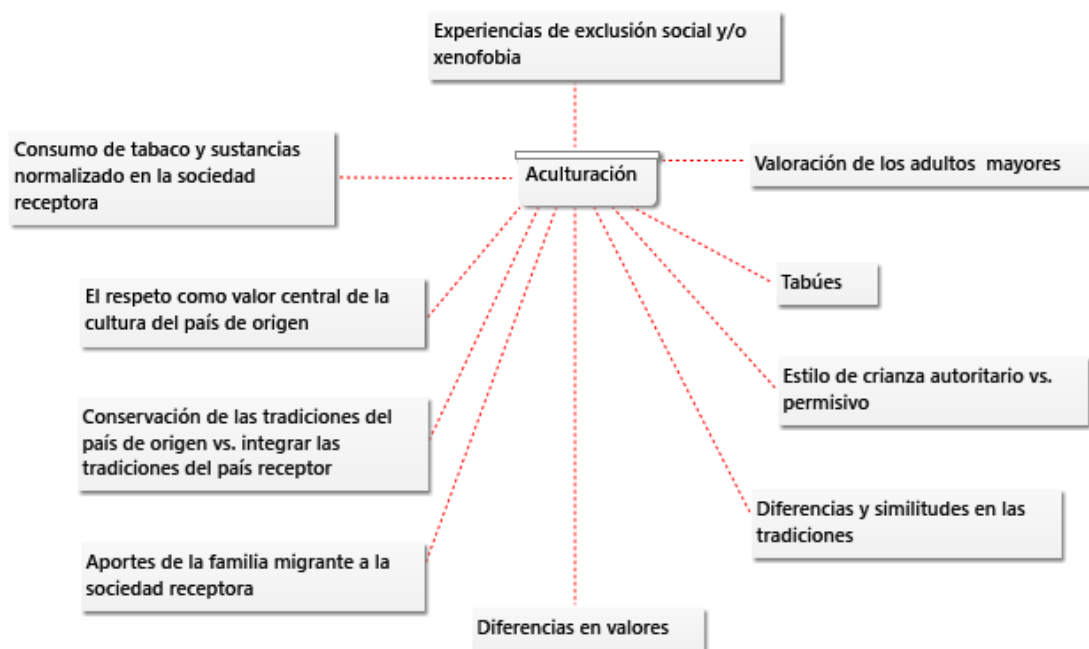 Experiencias de exclusión social y/o
xenofobia
Consumo de tabaco y sustancias
normalizado en la sociedad
receptora
Aculturación
Valoración de los adultos mayores
El respeto como valor central de la
cultura del país de origen
Tabúes
Estilo de crianza autoritario vs.
permisivo
Conservación de las tradiciones del
país de origen vs. integrar las
tradiciones del país receptor
Diferencias y similitudes en las
tradiciones
Aportes de la familia migrante a la
sociedad receptora
Diferencias en valores